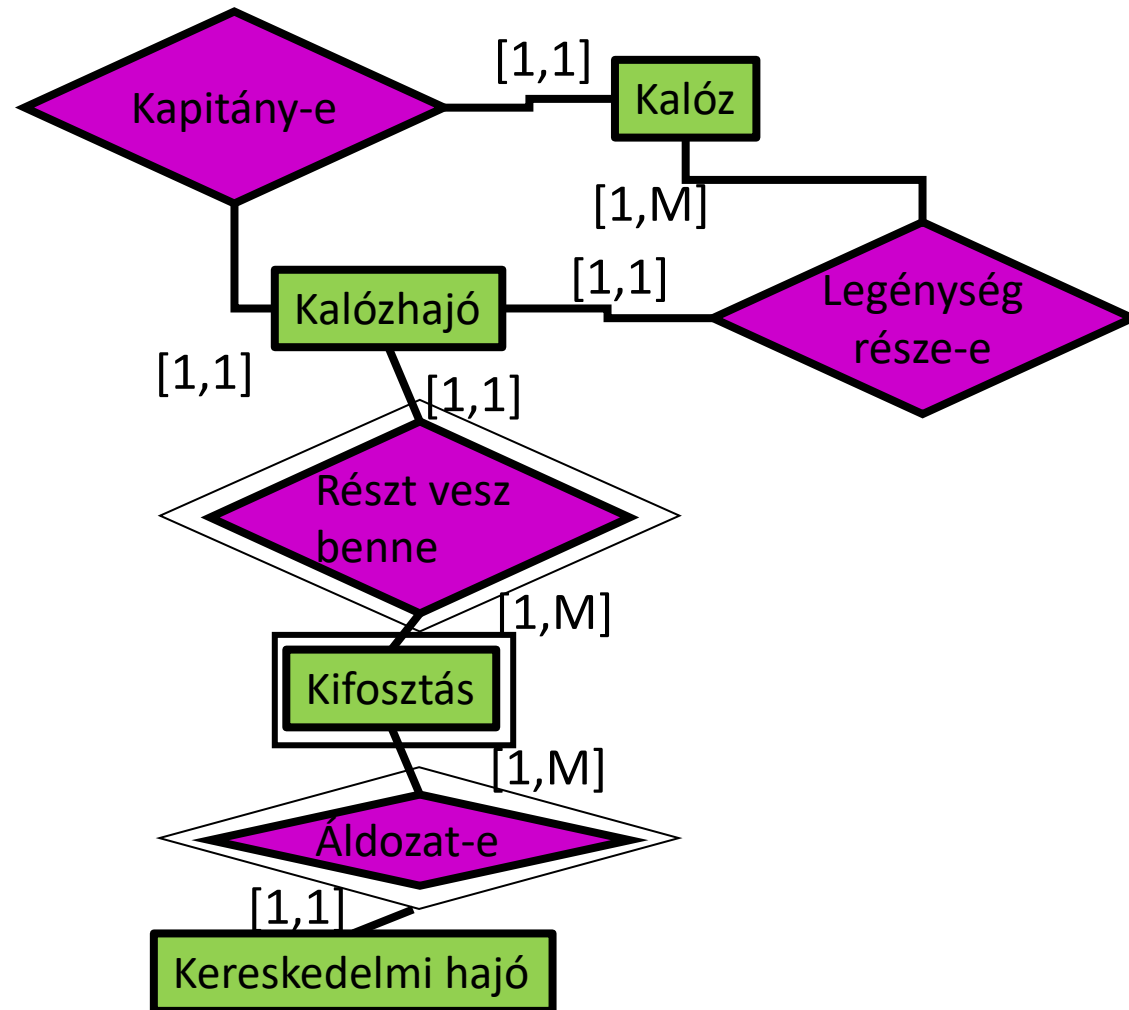 [1,1]
Kapitány-e
Kalóz
[1,M]
[1,1]
Kalózhajó
Legénység
része-e
[1,1]
[1,1]
Részt vesz
benne
[1,M]
Kifosztás
[1,M]
Áldozat-e
[1,1]
Kereskedelmi hajó